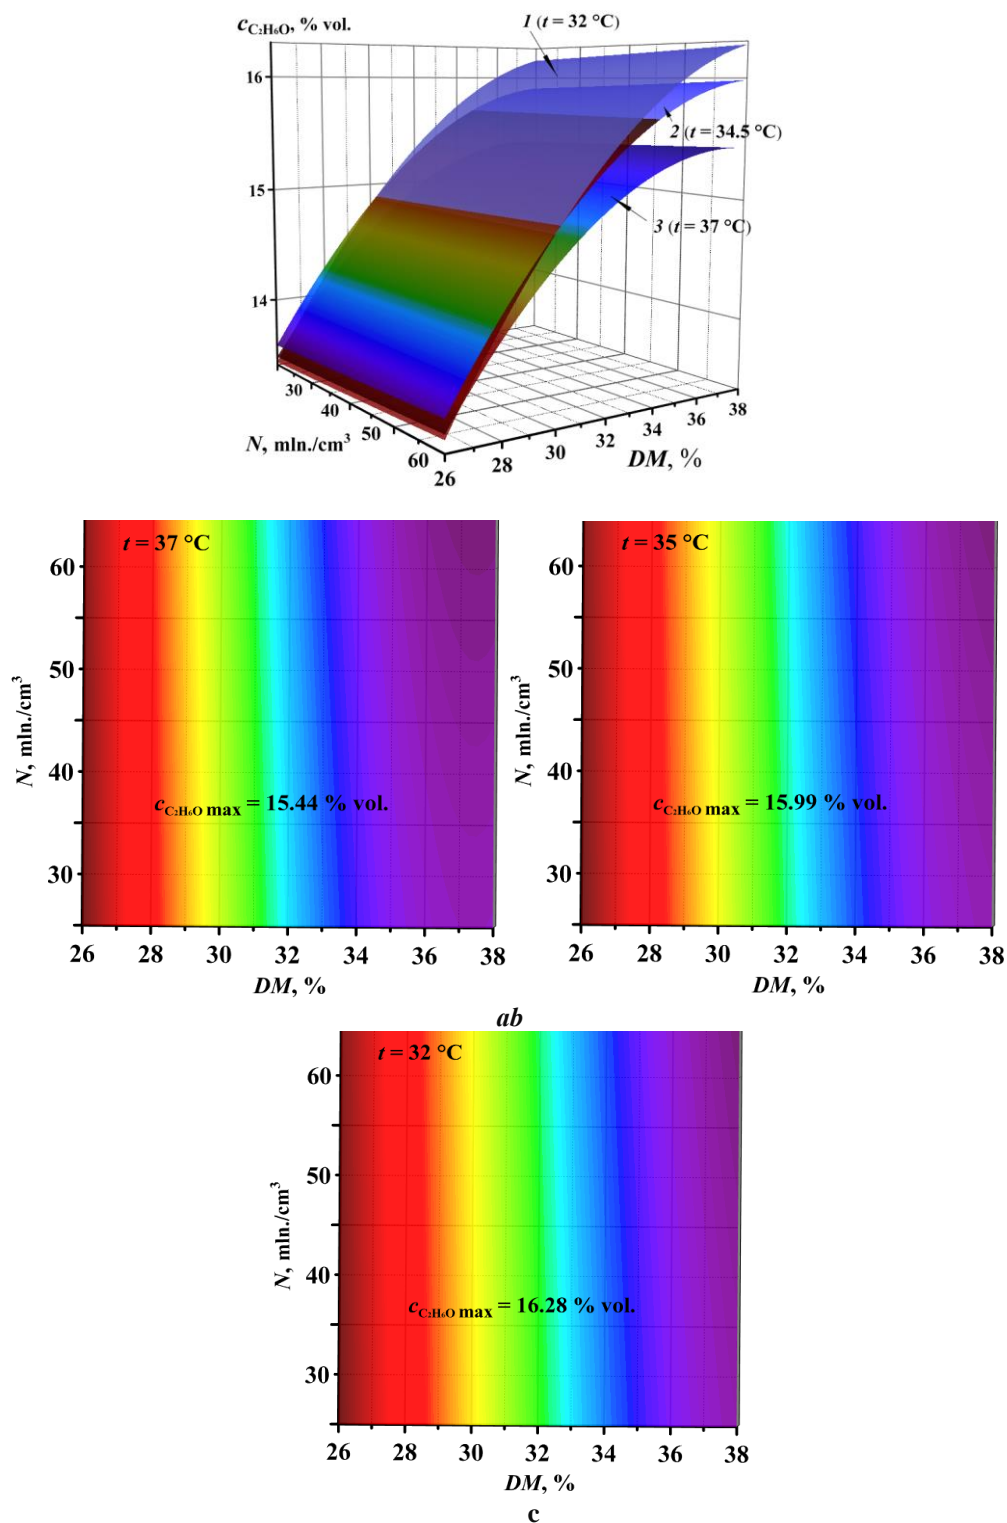 c C₂H₆O, % vol.
1 (t = 32 °C)
16
2 (t = 34.5 °C)
15
3 (t = 37 °C)
14
30
40
50
60
N, mln./cm³
26
28
30
32
34
36
38
DM, %
t = 37 °C
60
50
40
30
N, mln./cm³
c C₂H₆O max = 15.44 % vol.
26 28 30 32 34 36 38
DM, %
t = 35 °C
60
50
40
30
N, mln./cm³
c C₂H₆O max = 15.99 % vol.
26 28 30 32 34 36 38
DM, %
ab
t = 32 °C
60
50
40
30
N, mln./cm³
c C₂H₆O max = 16.28 % vol.
26 28 30 32 34 36 38
DM, %
c